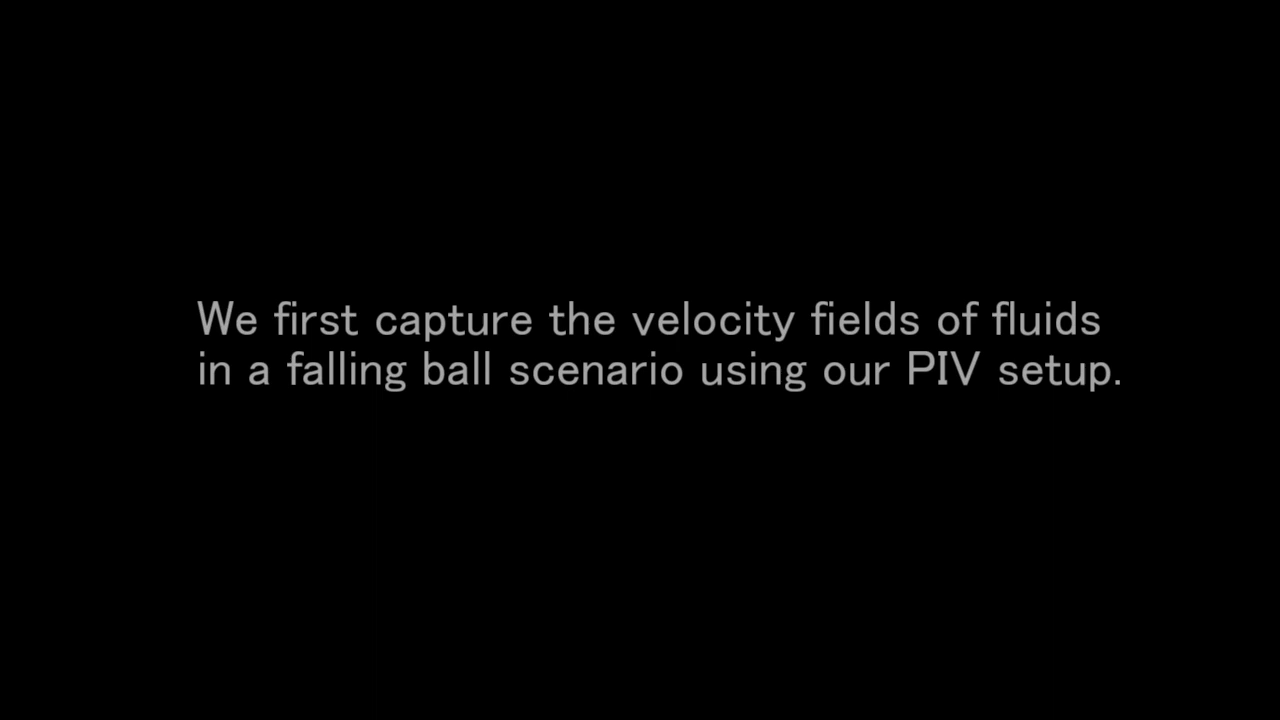 We first capture the velocity fields of fluids
in a falling ball scenario using our PIV setup.